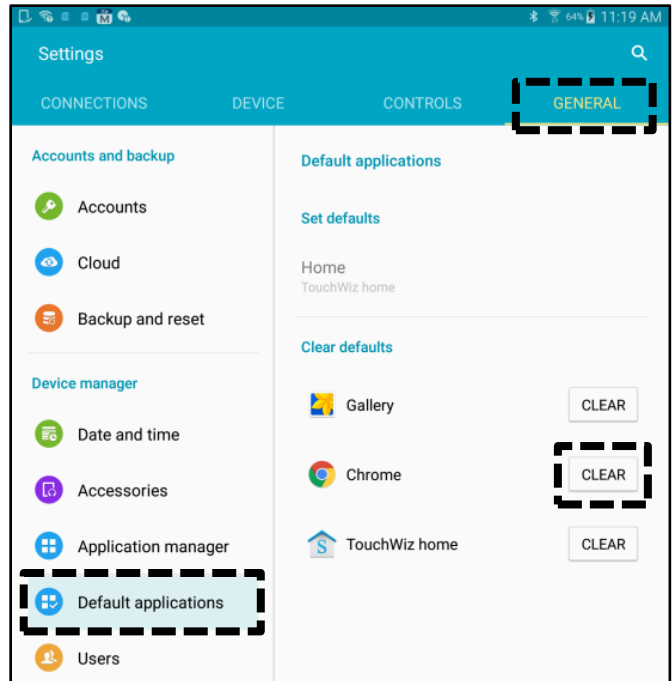 64% 11:19 AM
Settings
CONNECTIONS DEVICE CONTROLS GENERAL
Accounts and backup
Accounts
Cloud
Backup and reset
Device manager
Date and time
Accessories
Application manager
Default applications
Users
Default applications
Set defaults
Home
TouchWiz home
Clear defaults
Gallery CLEAR
Chrome CLEAR
TouchWiz home CLEAR